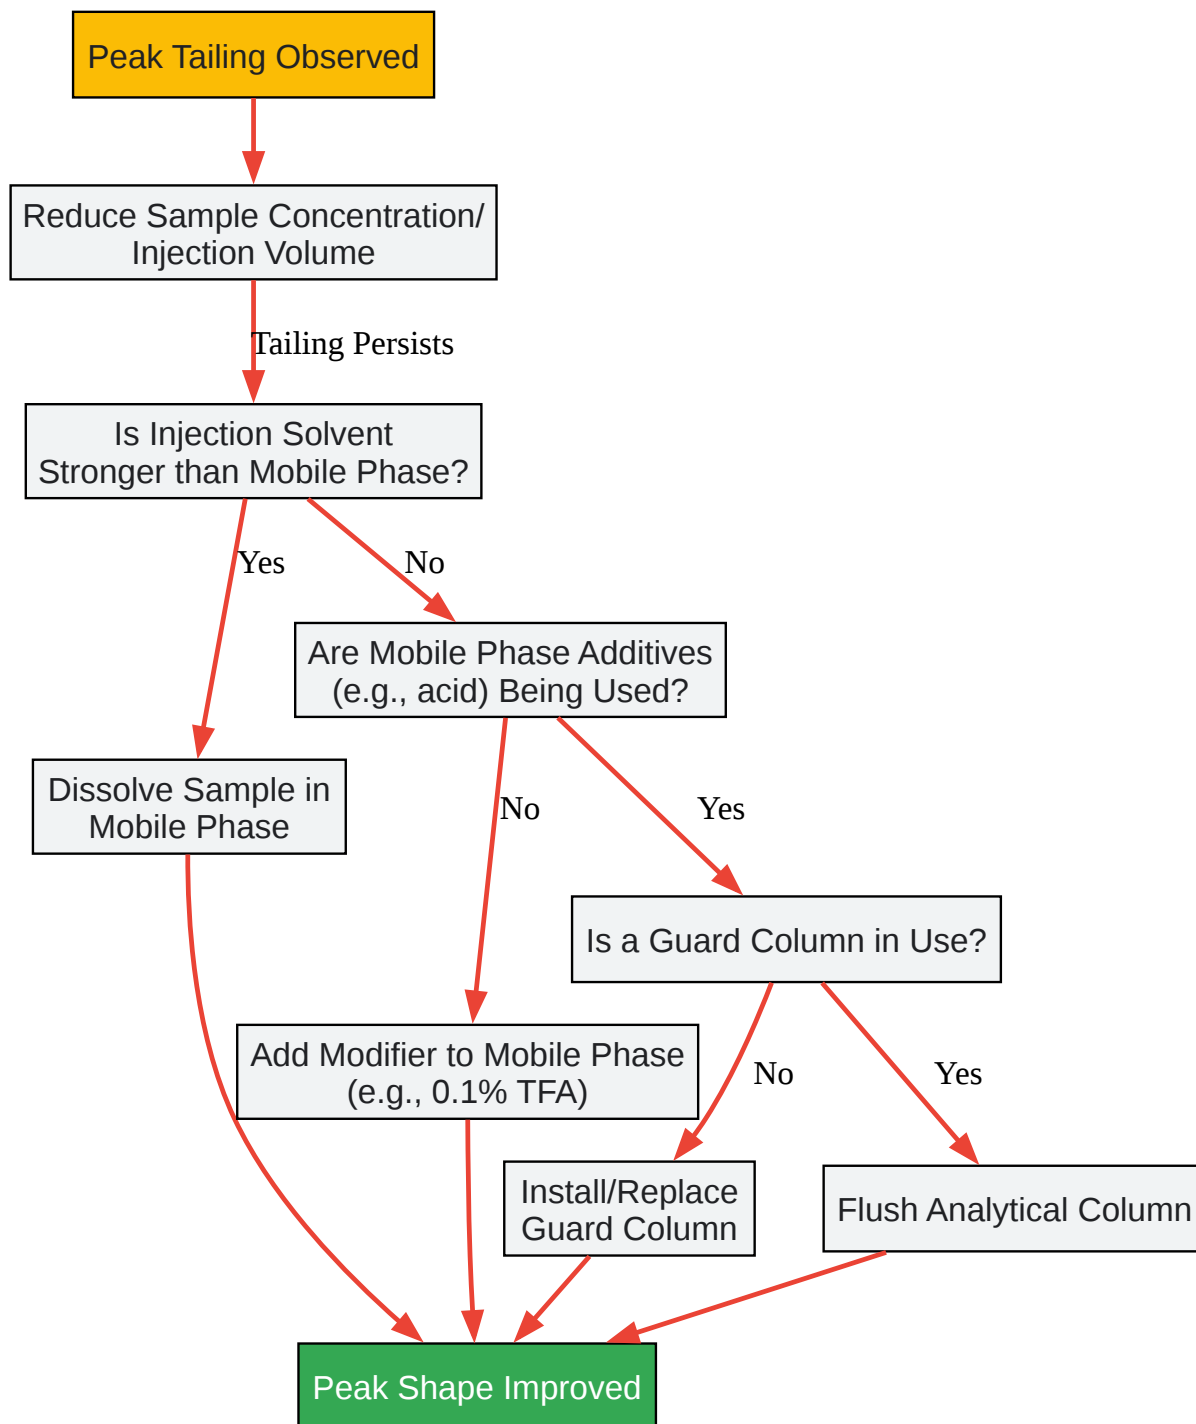 Peak Tailing Observed
Reduce Sample Concentration/
Injection Volume
Tailing Persists
Is Injection Solvent
Stronger than Mobile Phase?
Yes
No
Are Mobile Phase Additives
(e.g., acid) Being Used?
Dissolve Sample in
Mobile Phase
No
Yes
Is a Guard Column in Use?
Add Modifier to Mobile Phase
(e.g., 0.1% TFA)
No
Yes
Install/Replace
Guard Column
Flush Analytical Column
Peak Shape Improved